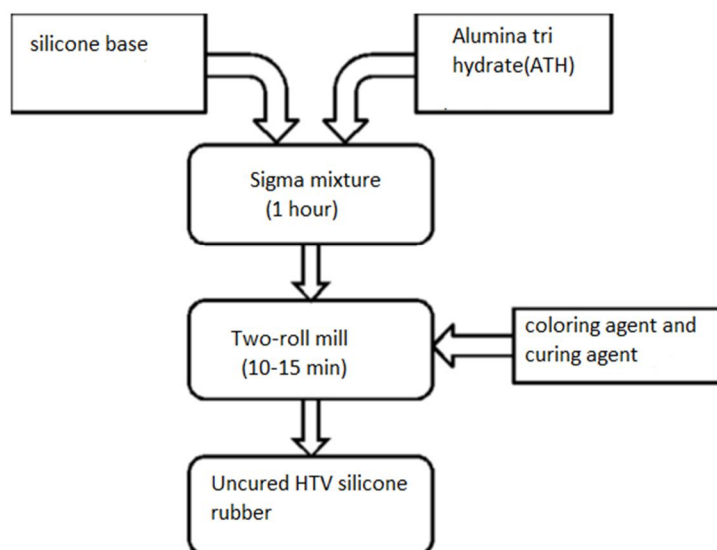 silicone base
Alumina tri
hydrate(ATH)
Sigma mixture
(1 hour)
Two-roll mill
(10-15 min)
coloring agent and
curing agent
Uncured HTV silicone
rubber